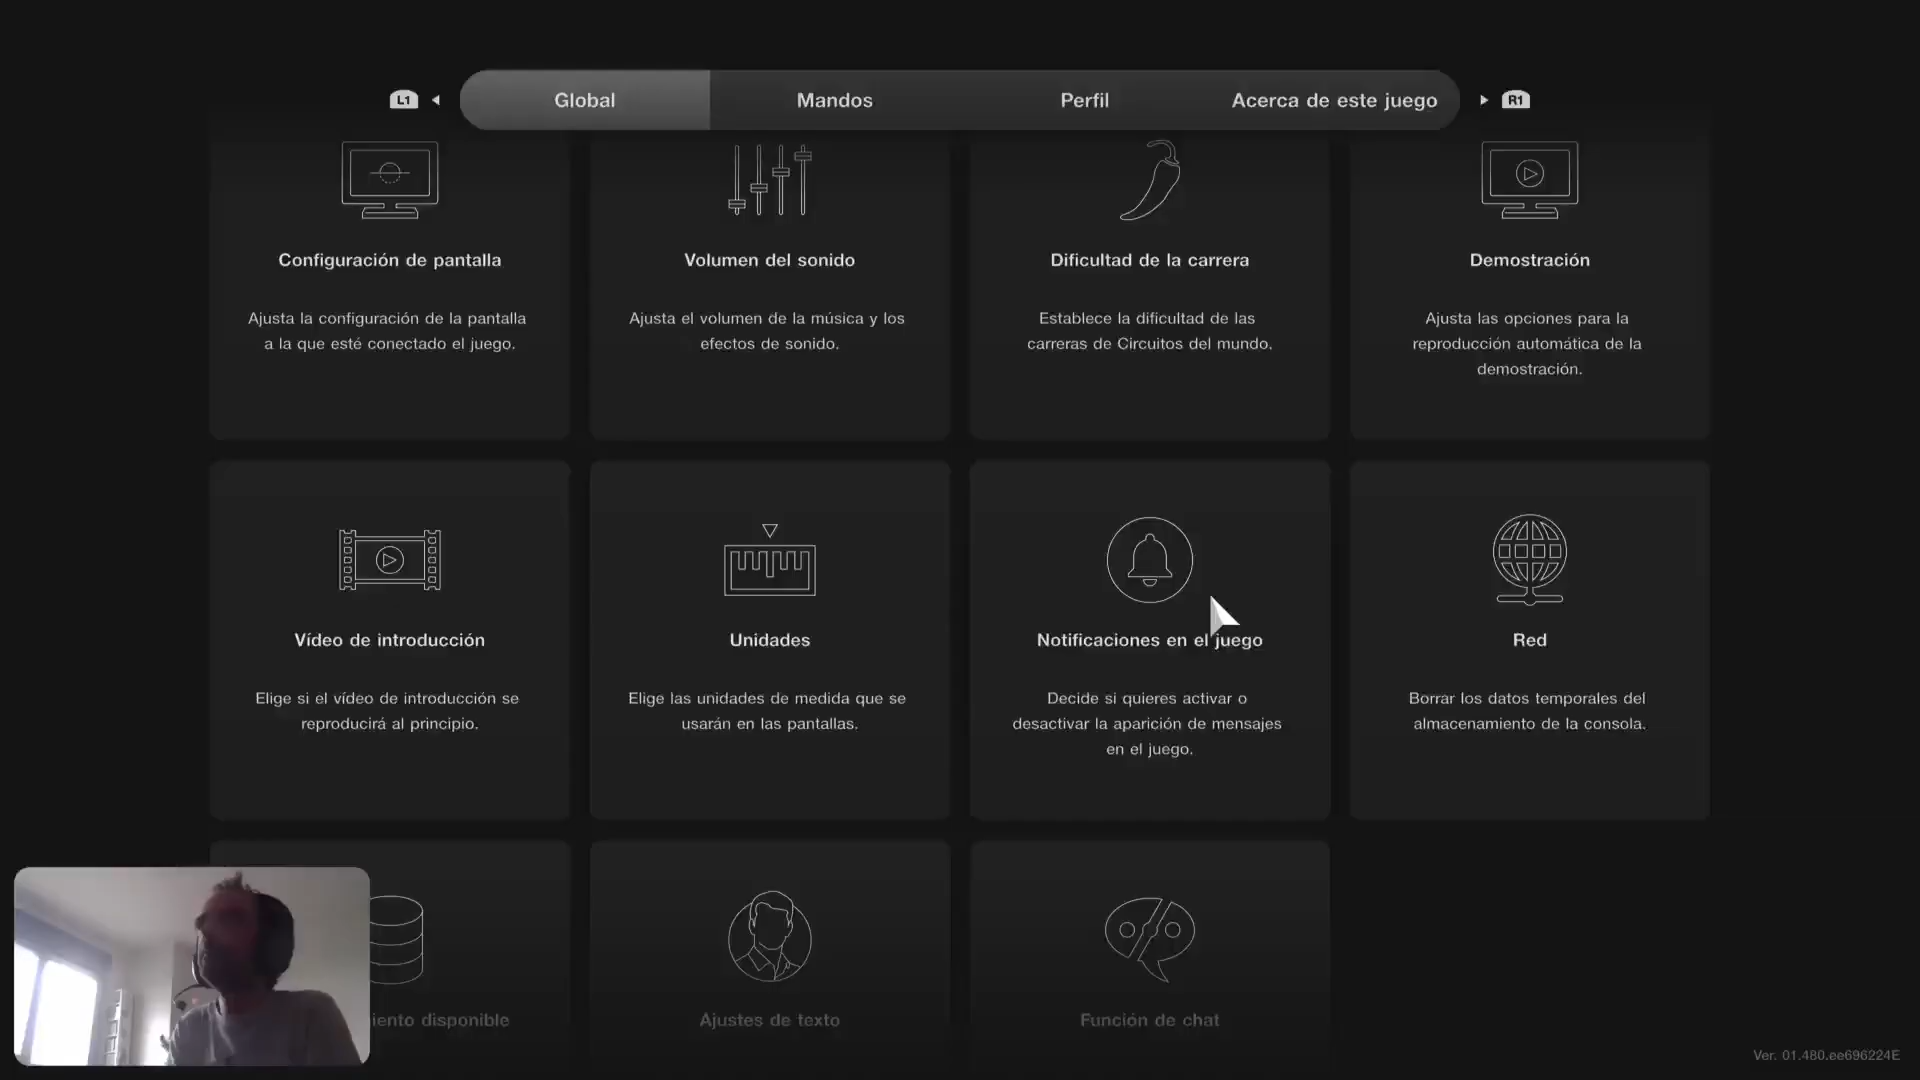 L1
Global
Mandos
Perfil
Acerca de este juego
R1
Configuración de pantalla
Ajusta la configuración de la pantalla
a la que esté conectado el juego.
Volumen del sonido
Ajusta el volumen de la música y los
efectos de sonido.
Dificultad de la carrera
Establece la dificultad de las
carreras de Circuitos del mundo.
Demostración
Ajusta las opciones para la
reproducción automática de la
demostración.
Vídeo de introducción
Elige si el vídeo de introducción se
reproducirá al principio.
Unidades
Elige las unidades de medida que se
usarán en las pantallas.
Notificaciones en el juego
Decide si quieres activar o
desactivar la aparición de mensajes
en el juego.
Red
Borrar los datos temporales del
almacenamiento de la consola.
iento disponible
Ajustes de texto
Función de chat
Ver. 01.480.ee696224E